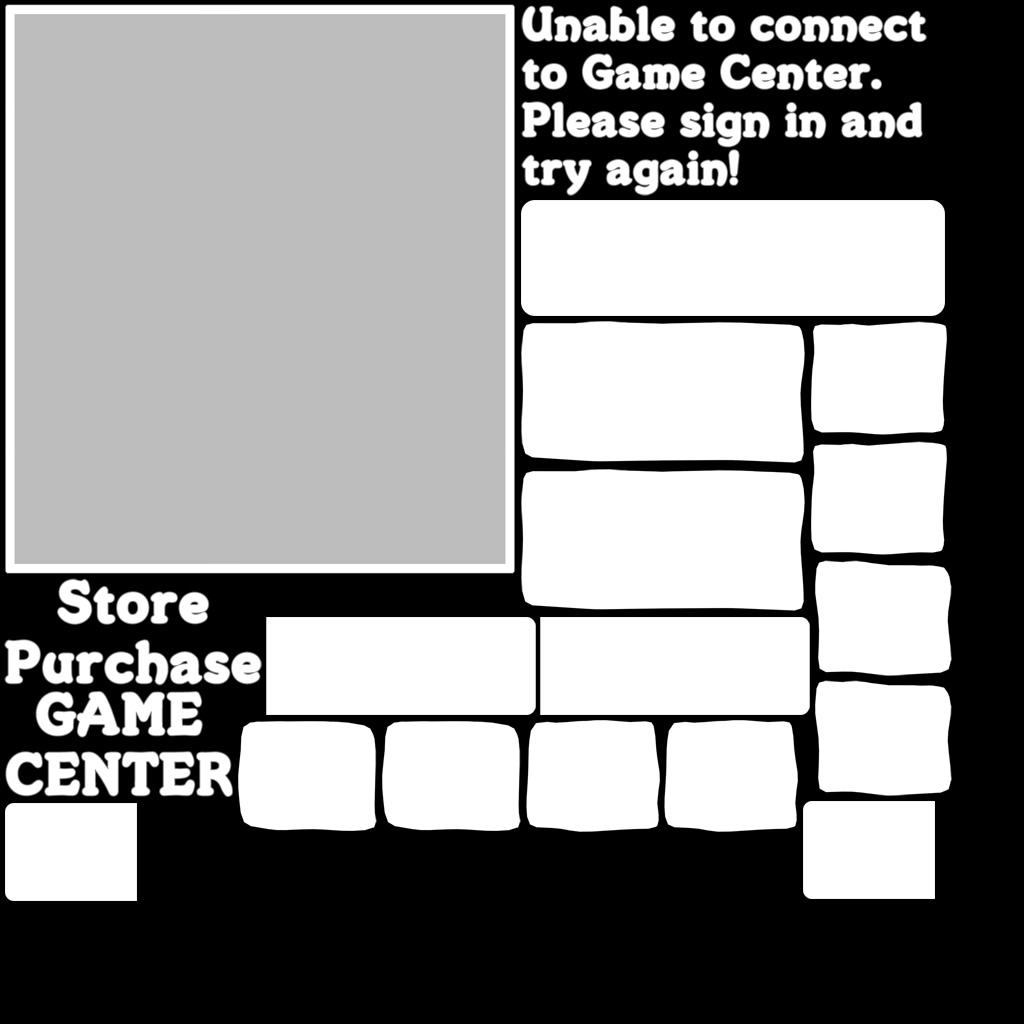 Unable to connect
to Game Center.
Please sign in and
try again!
Store
Purchase
GAME
CENTER